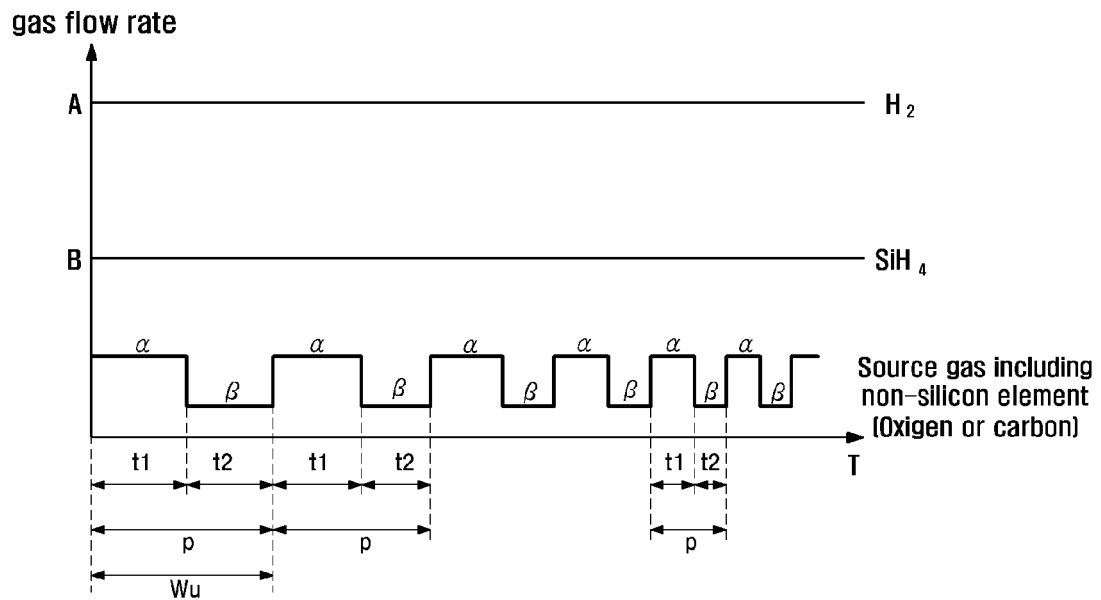 gas flow rate
A
H2
B
SiH4
α α α α α α
β β β β β β
Source gas including
non-silicon element
(Oxigen or carbon)
T
t1 t2 t1 t2 t1 t2
p p p
Wu